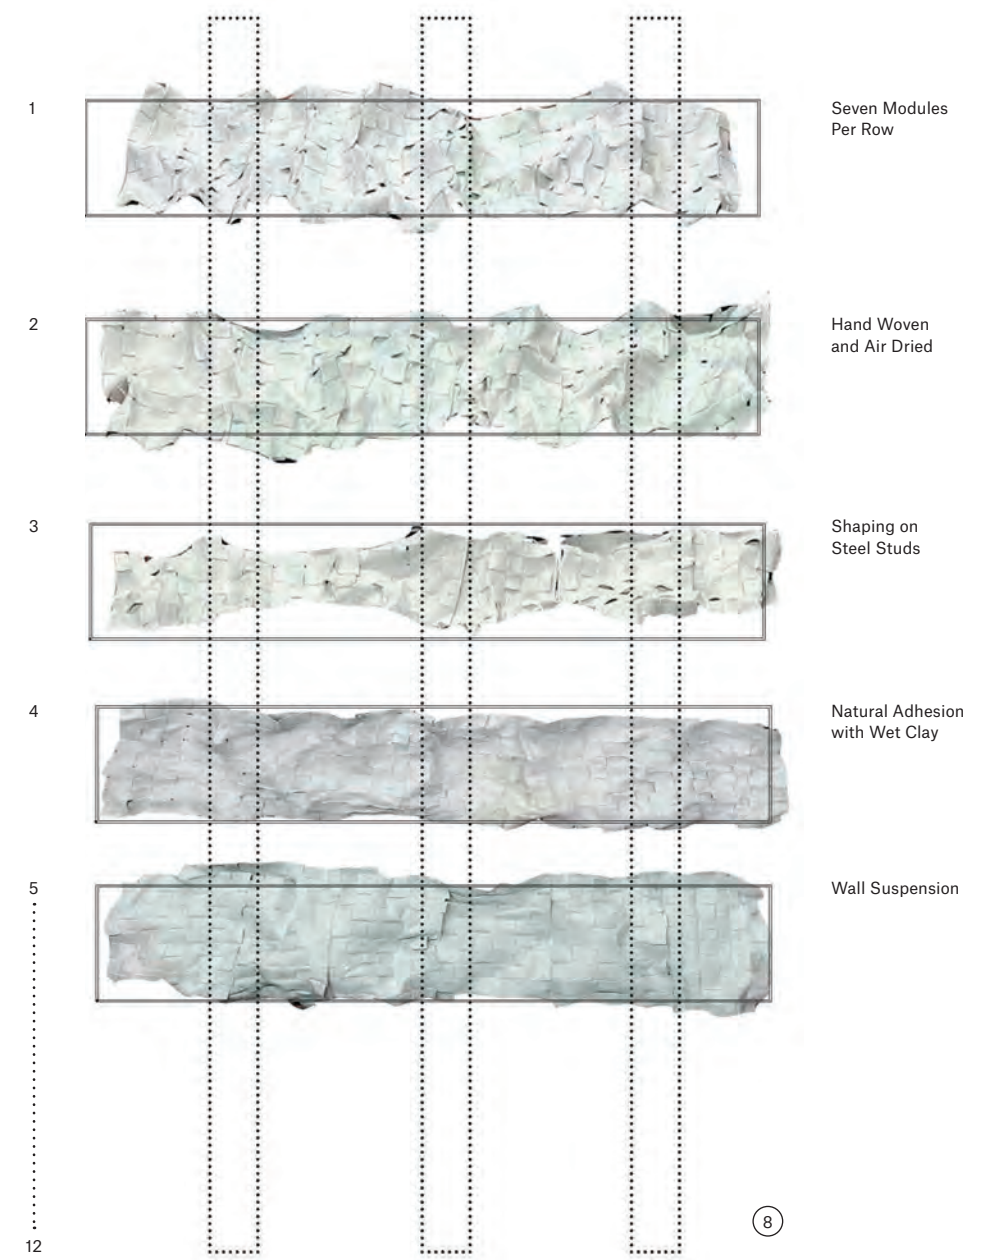 1
Seven Modules
Per Row
2
Hand Woven
and Air Dried
3
Shaping on
Steel Studs
4
Natural Adhesion
with Wet Clay
5
Wall Suspension
8
12